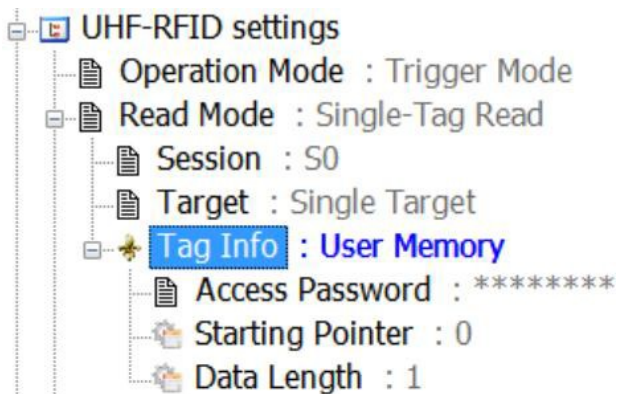 UHF-RFID settings
Operation Mode : Trigger Mode
Read Mode : Single-Tag Read
Session : S0
Target : Single Target
Tag Info : User Memory
Access Password : ********
Starting Pointer : 0
Data Length : 1